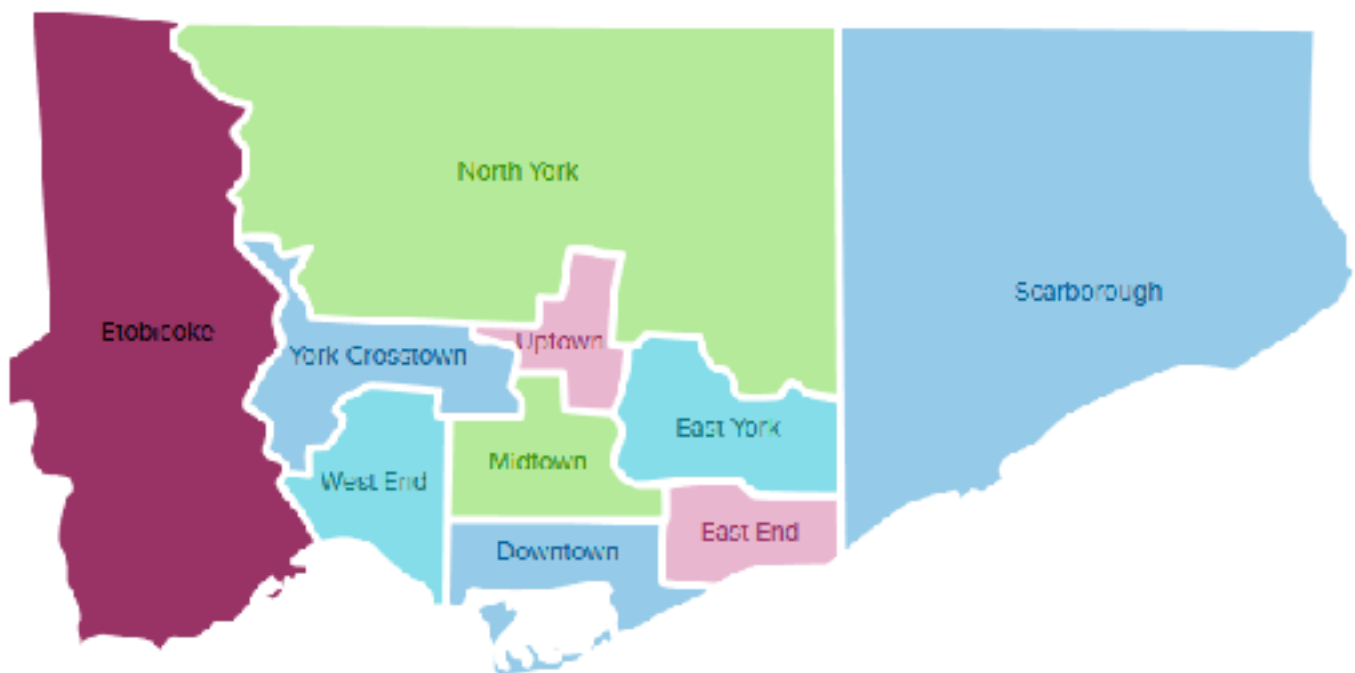 North York
Scarborough
Etobicoke
York Crosstown
Uptown
East York
Midtown
West End
East End
Downtown